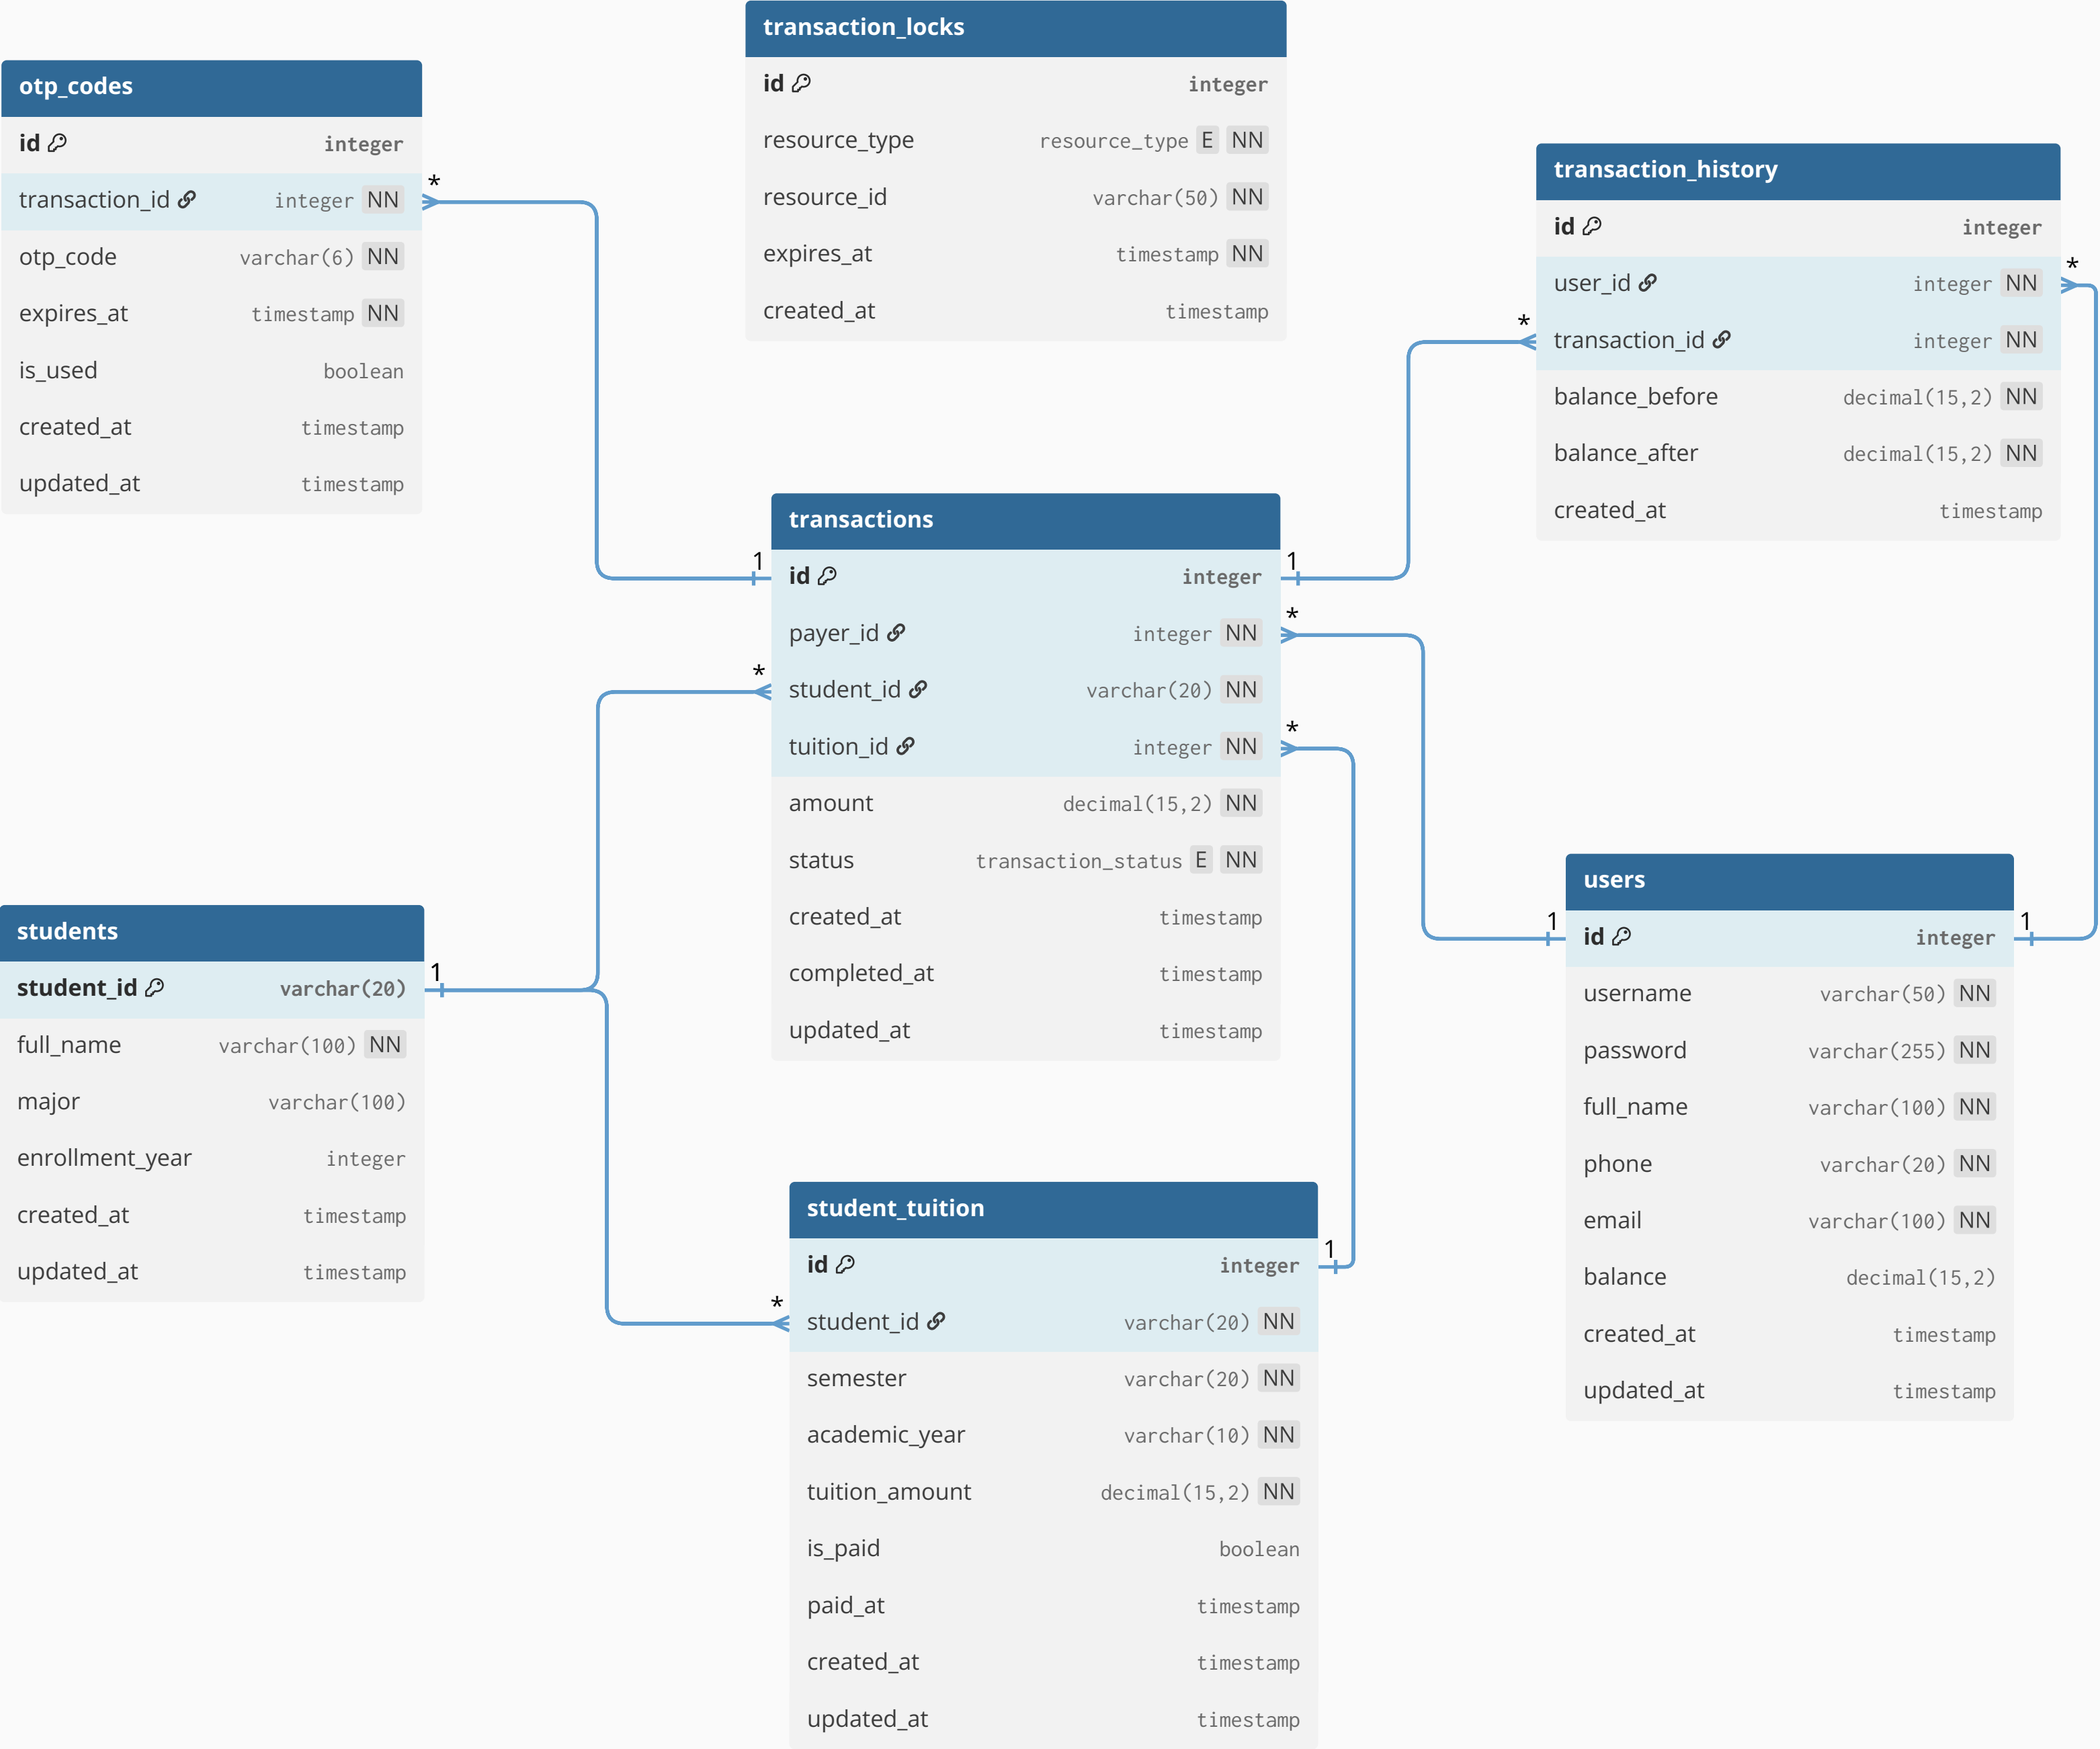 transaction_locks
id integer
resource_type resource_type E NN
resource_id varchar(50) NN
expires_at timestamp NN
created_at timestamp
otp_codes
id integer
transaction_id integer NN
otp_code varchar(6) NN
expires_at timestamp NN
is_used boolean
created_at timestamp
updated_at timestamp
*
transaction_history
id integer
user_id integer NN
transaction_id integer NN
balance_before decimal(15,2) NN
balance_after decimal(15,2) NN
created_at timestamp
*
*
transactions
id integer
payer_id integer NN
student_id varchar(20) NN
tuition_id integer NN
amount decimal(15,2) NN
status transaction_status E NN
created_at timestamp
completed_at timestamp
updated_at timestamp
1
1
*
*
*
students
student_id varchar(20)
full_name varchar(100) NN
major varchar(100)
enrollment_year integer
created_at timestamp
updated_at timestamp
1
users
id integer
username varchar(50) NN
password varchar(255) NN
full_name varchar(100) NN
phone varchar(20) NN
email varchar(100) NN
balance decimal(15,2)
created_at timestamp
updated_at timestamp
1
1
student_tuition
id integer
student_id varchar(20) NN
semester varchar(20) NN
academic_year varchar(10) NN
tuition_amount decimal(15,2) NN
is_paid boolean
paid_at timestamp
created_at timestamp
updated_at timestamp
1
*